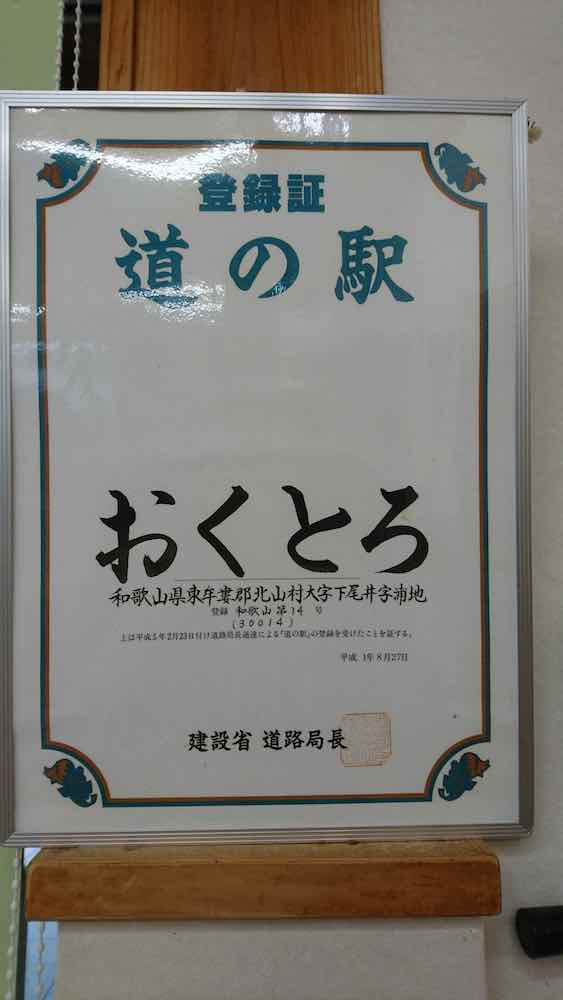 登録証
道の駅
おくとろ
和歌山県東牟婁郡北山村大字下尾井字浦地
登録 和歌山第14 号
(30014)
上は平成5年2月23日付け道路局長通達による「道の駅」の登録を受けたことを証する。
平成 11年8月27日
建設省 道路局長